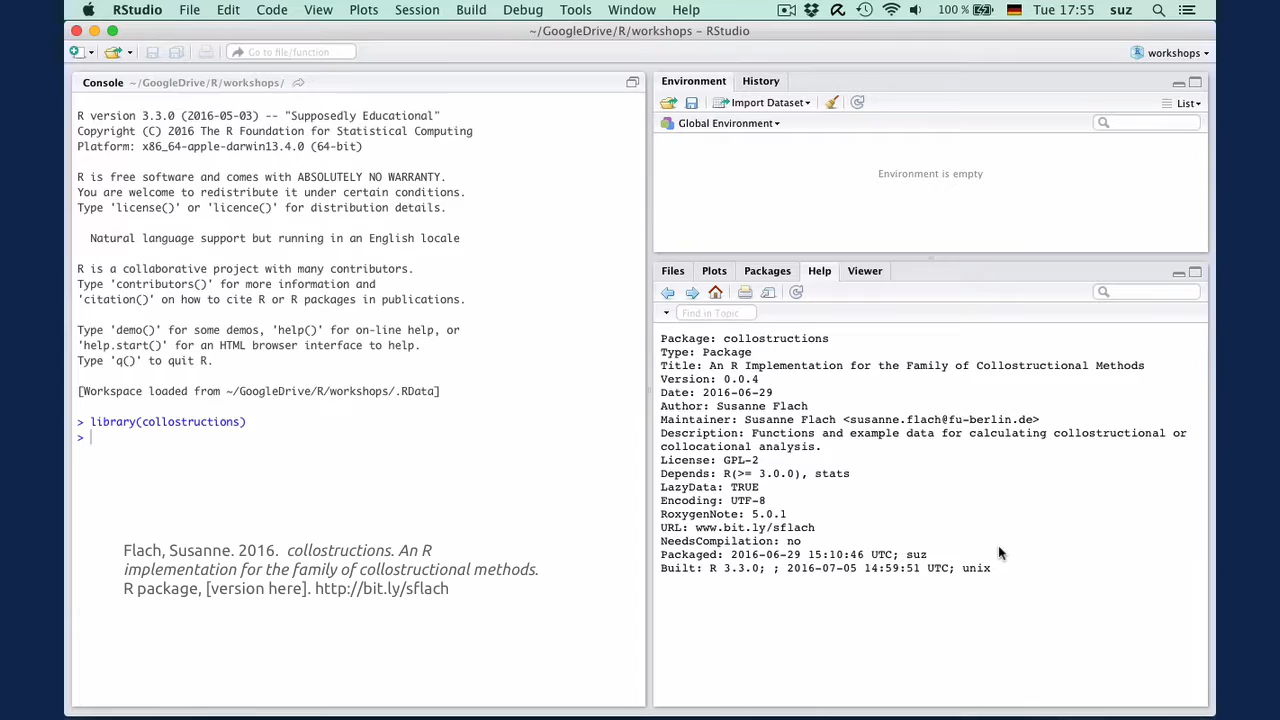 RStudio File Edit Code View Plots Session Build Debug Tools Window Help 100% Tue 17:55 suz
~/GoogleDrive/R/workshops - RStudio
Go to file/function workshops
Console ~/GoogleDrive/R/workshops/
R version 3.3.0 (2016-05-03) -- "Supposedly Educational"
Copyright (C) 2016 The R Foundation for Statistical Computing
Platform: x86_64-apple-darwin13.4.0 (64-bit)
R is free software and comes with ABSOLUTELY NO WARRANTY.
You are welcome to redistribute it under certain conditions.
Type 'license()' or 'licence()' for distribution details.
Natural language support but running in an English locale
R is a collaborative project with many contributors.
Type 'contributors()' for more information and
'citation()' on how to cite R or R packages in publications.
Type 'demo()' for some demos, 'help()' for on-line help, or
'help.start()' for an HTML browser interface to help.
Type 'q()' to quit R.
[Workspace loaded from ~/GoogleDrive/R/workshops/.RData]
> library(collostructions)
>
Flach, Susanne. 2016. collostructions. An R
implementation for the family of collostructional methods.
R package, [version here]. http://bit.ly/sflach
Environment History
Import Dataset List
Global Environment
Environment is empty
Files Plots Packages Help Viewer
Find in Topic
Package: collostructions
Type: Package
Title: An R Implementation for the Family of Collostructional Methods
Version: 0.0.4
Date: 2016-06-29
Author: Susanne Flach
Maintainer: Susanne Flach <susanne.flach@fu-berlin.de>
Description: Functions and example data for calculating collostructional or
collocational analysis.
License: GPL-2
Depends: R(>= 3.0.0), stats
LazyData: TRUE
Encoding: UTF-8
RoxygenNote: 5.0.1
URL: www.bit.ly/sflach
NeedsCompilation: no
Packaged: 2016-06-29 15:10:46 UTC; suz
Built: R 3.3.0; ; 2016-07-05 14:59:51 UTC; unix